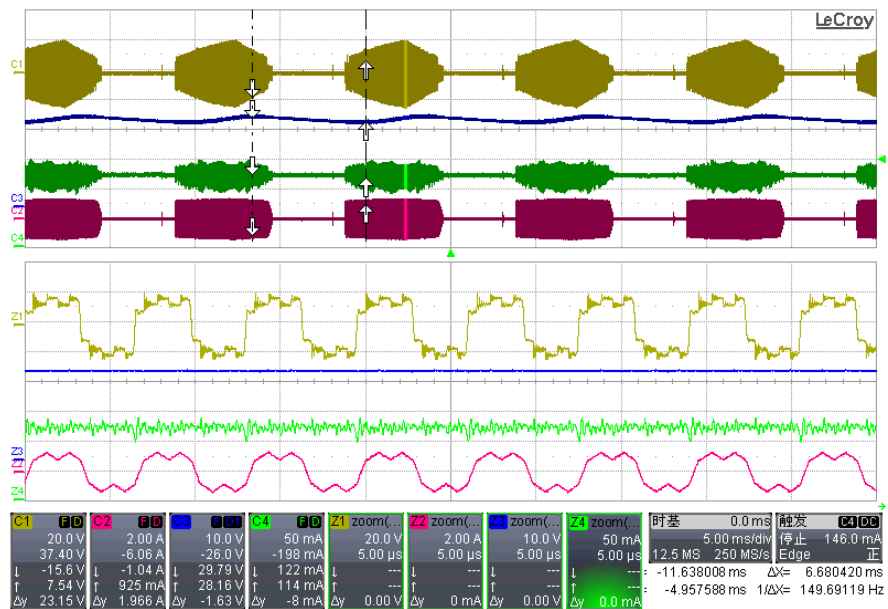 LeCroy
C1
C3
C2
C4
Z1
Z3
Z2
Z4
C1 F D C2 F D C3 F D1 C4 F D Z1 zoom(... Z2 zoom(... Z3 zoom(... Z4 zoom(... 时基 0.0 ms 触发 C4 DC
20.0 V 2.00 A 10.0 V 50 mA 20.0 V 2.00 A 10.0 V 50 mA 5.00 ms/div 停止 146.0 mA
37.40 V -6.06 A -26.0 V -198 mA 5.00 µs 5.00 µs 5.00 µs 5.00 µs 12.5 MS 250 MS/s Edge 正
↓ -15.6 V ↓ -1.04 A ↓ 29.79 V ↓ 122 mA ↓ --- ↓ --- ↓ --- ↓ --- -11.638008 ms ΔX= 6.680420 ms
↑ 7.54 V ↑ 925 mA ↑ 28.16 V ↑ 114 mA ↑ --- ↑ --- ↑ --- ↑ --- -4.957588 ms 1/ΔX= 149.69119 Hz
Δy 23.15 V Δy 1.966 A Δy -1.63 V Δy -8 mA Δy 0.00 V Δy 0 mA Δy 0.00 V Δy 0.0 mA